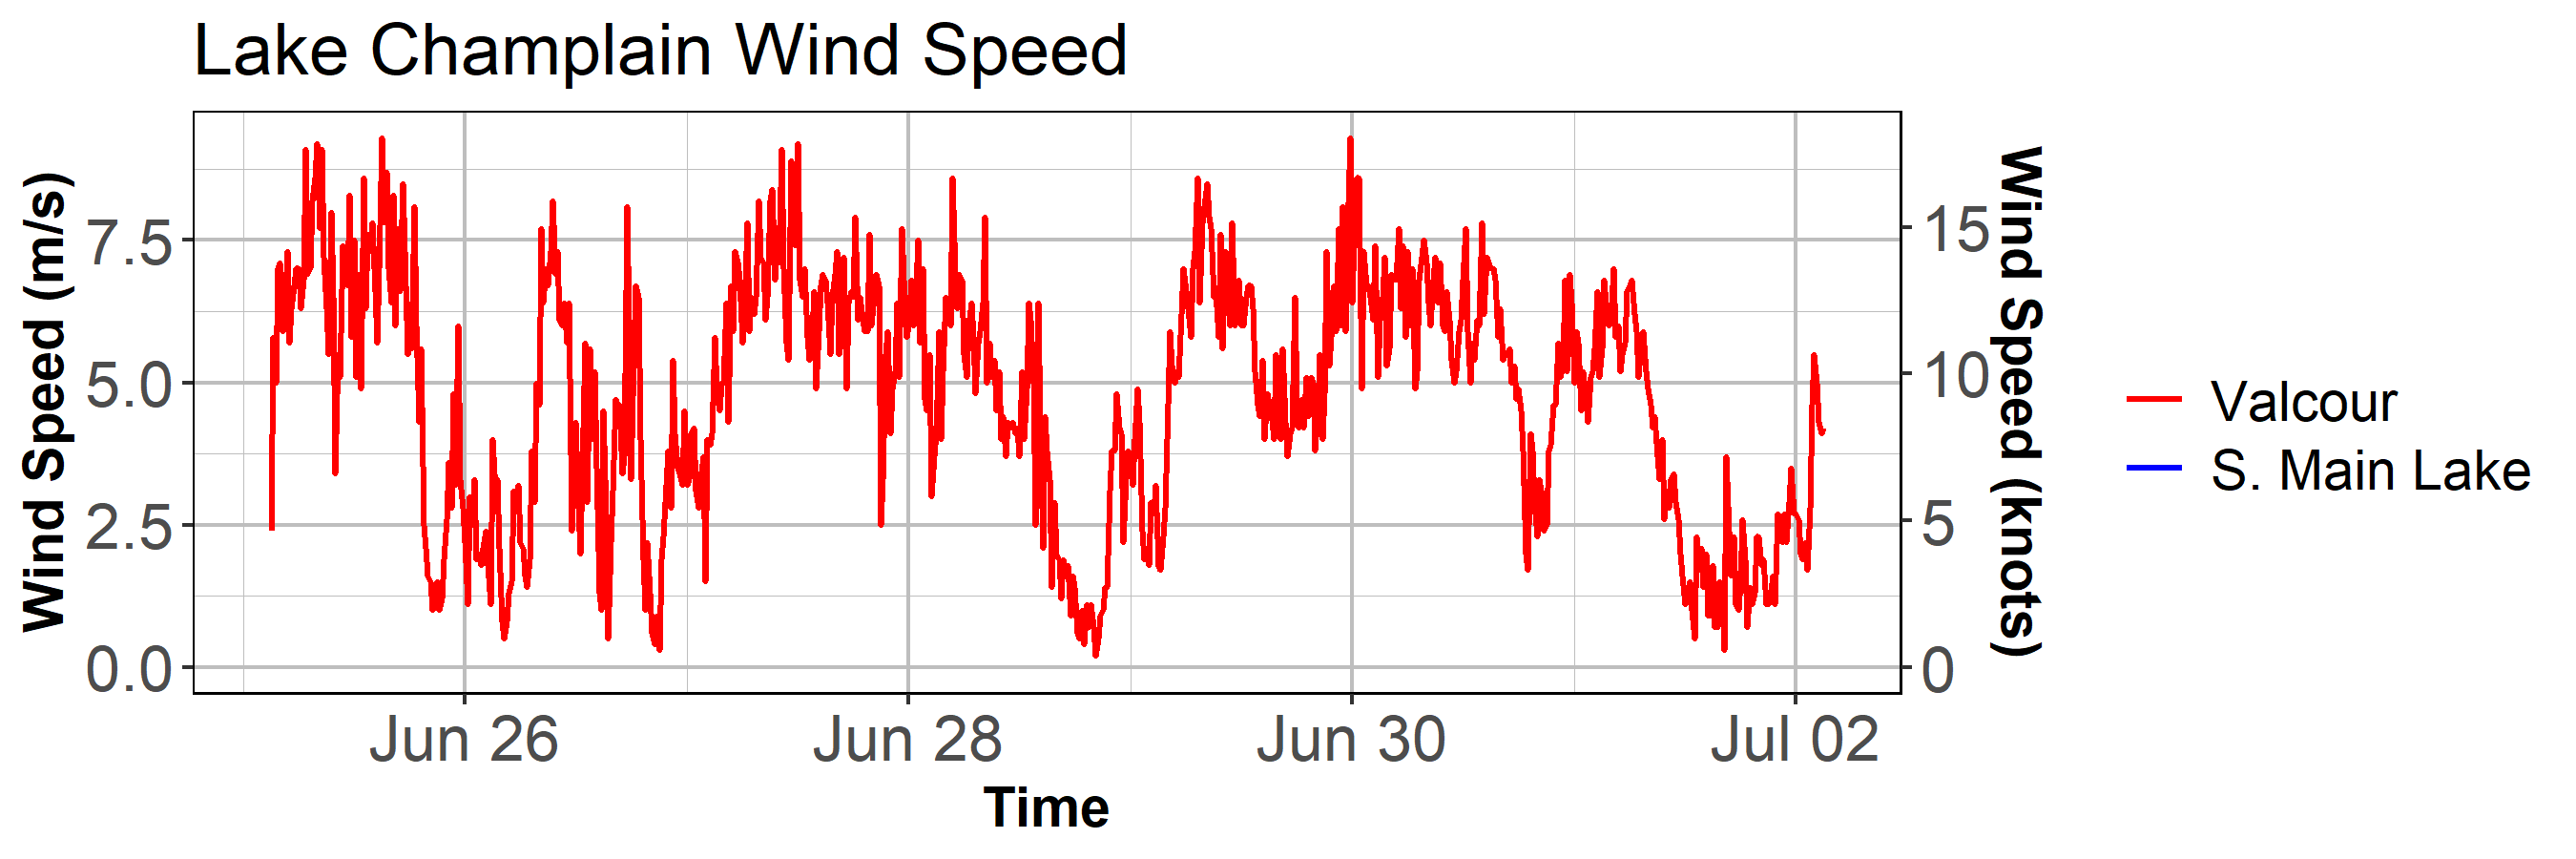 Lake Champlain Wind Speed
Wind Speed (m/s)
7.5
5.0
2.5
0.0
15
10
5
0
Wind Speed (knots)
Jun 26
Jun 28
Jun 30
Jul 02
Time
Valcour
S. Main Lake